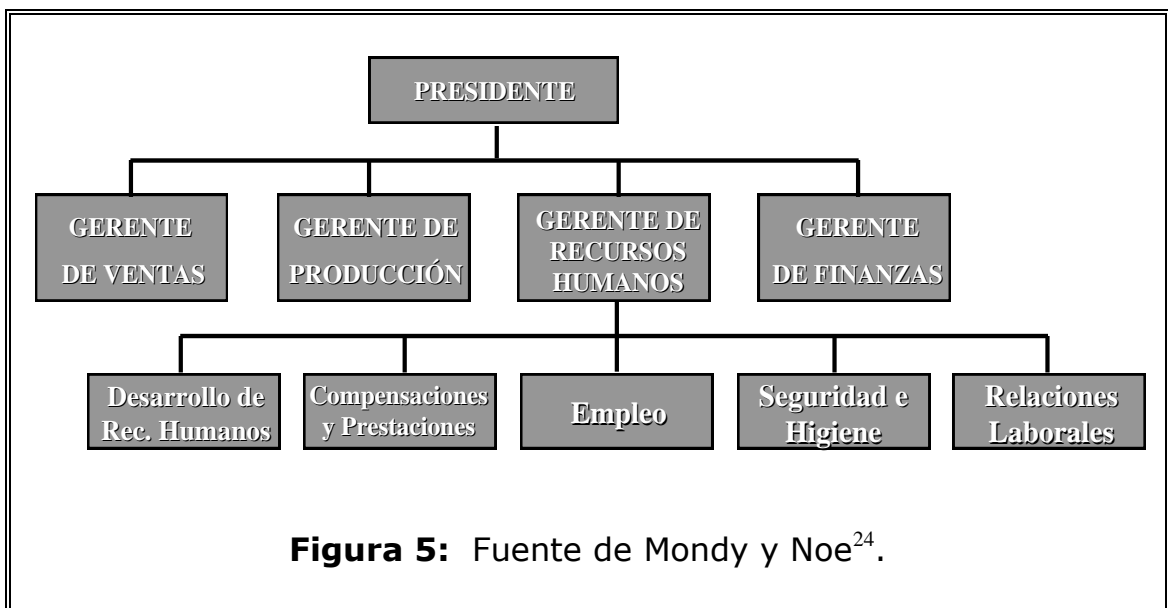 PRESIDENTE
GERENTE
DE VENTAS
GERENTE DE
PRODUCCIÓN
GERENTE DE
RECURSOS
HUMANOS
GERENTE
DE FINANZAS
Desarrollo de
Rec. Humanos
Compensaciones
y Prestaciones
Empleo
Seguridad e
Higiene
Relaciones
Laborales
Figura 5: Fuente de Mondy y Noe24.